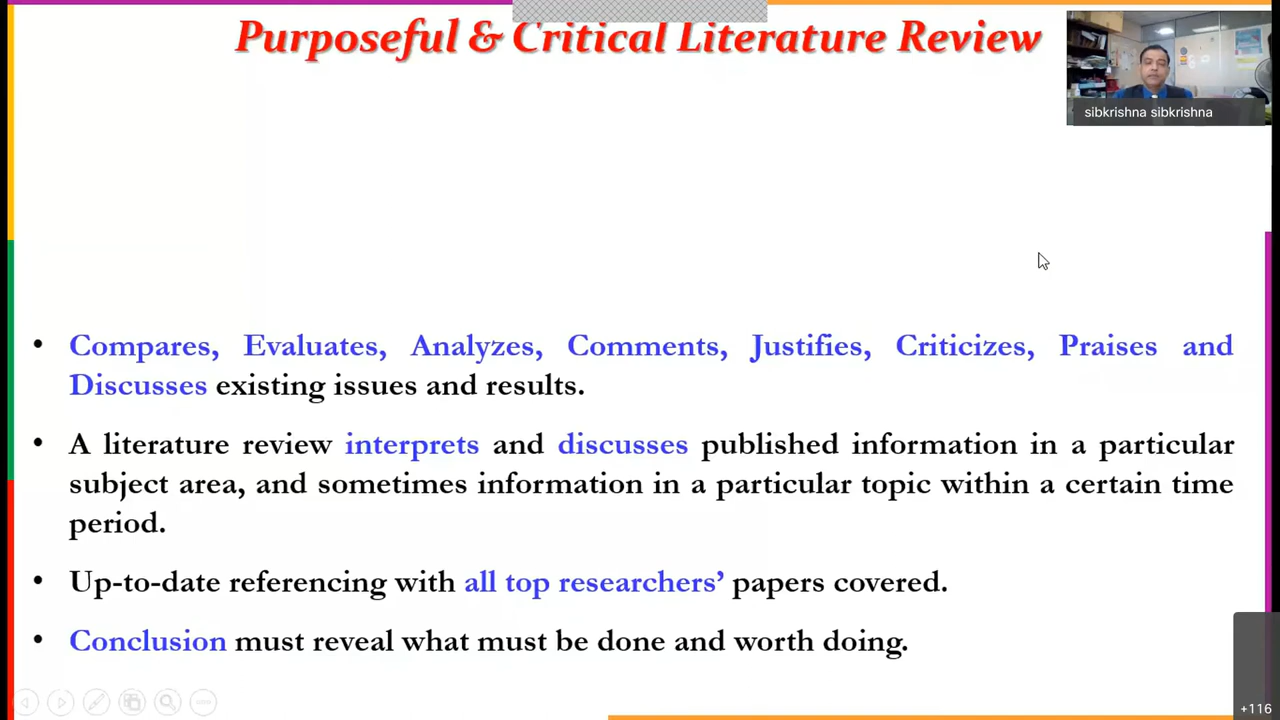 Purposeful & Critical Literature Review
sibkrishna sibkrishna
• Compares, Evaluates, Analyzes, Comments, Justifies, Criticizes, Praises and
Discusses existing issues and results.
• A literature review interprets and discusses published information in a particular
subject area, and sometimes information in a particular topic within a certain time
period.
• Up-to-date referencing with all top researchers’ papers covered.
• Conclusion must reveal what must be done and worth doing.
+116